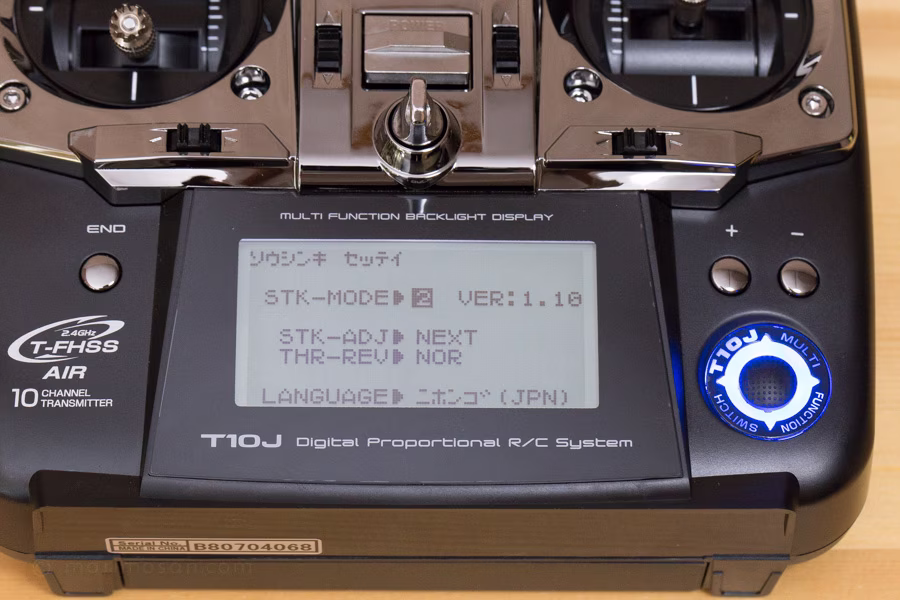 POWER
MULTI FUNCTION BACKLIGHT DISPLAY
END
+ −
ソウシンキ セッテイ
STK-MODE▶2 VER:1.10
STK-ADJ▶NEXT
THR-REV▶NOR
LANGUAGE▶ニホンゴ(JPN)
2.4GHz
T-FHSS
AIR
10 CHANNEL
TRANSMITTER
T10J
MULTI
FUNCTION
SWITCH
T10J Digital Proportional R/C System
Serial No.
MADE IN CHINA
B80704068